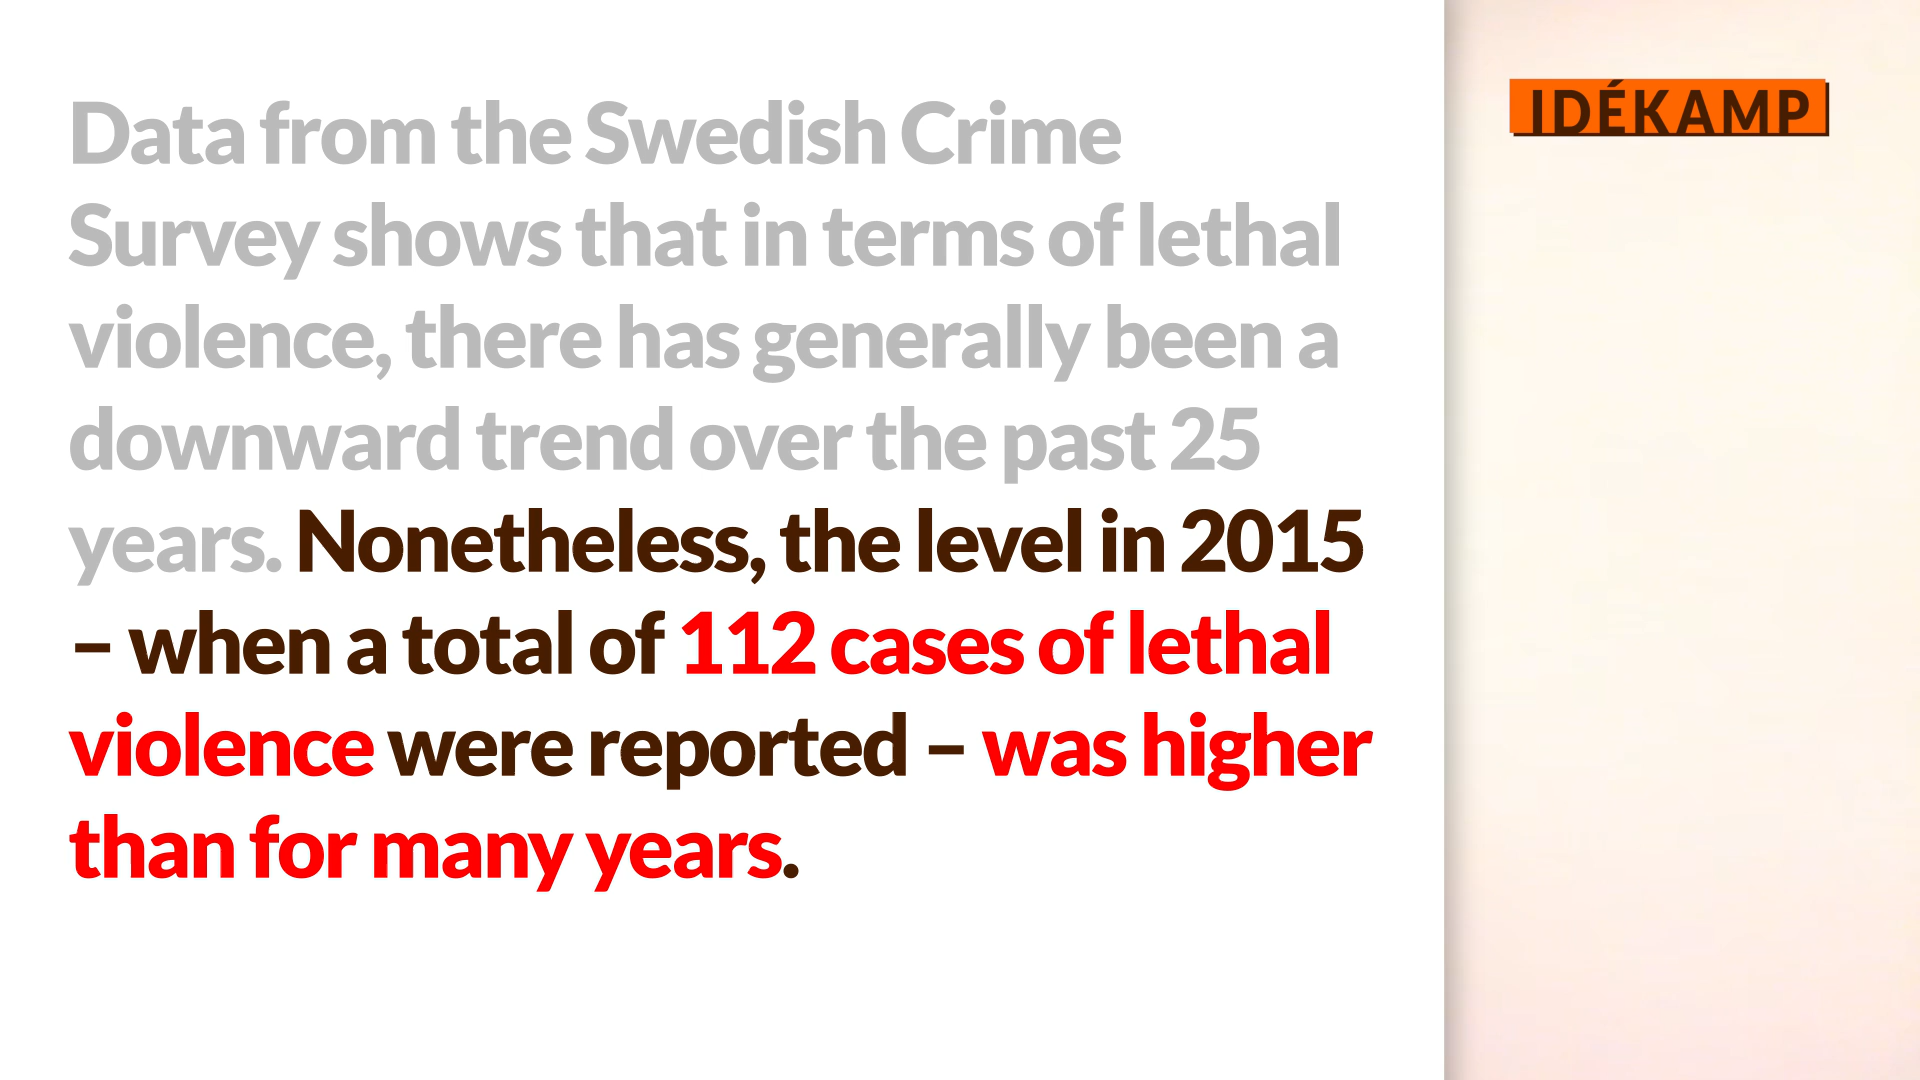 Data from the Swedish Crime
Survey shows that in terms of lethal
violence, there has generally been a
downward trend over the past 25
years. Nonetheless, the level in 2015
– when a total of 112 cases of lethal
violence were reported – was higher
than for many years.
IDÉKAMP